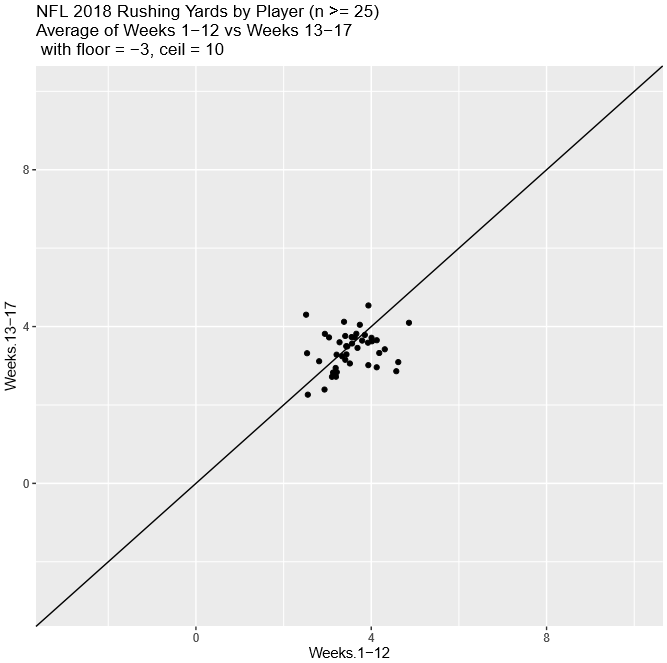 NFL 2018 Rushing Yards by Player (n >= 25)
Average of Weeks 1−12 vs Weeks 13−17
with floor = −3, ceil = 10
8
4
0
Weeks.13−17
0 4 8
Weeks.1−12